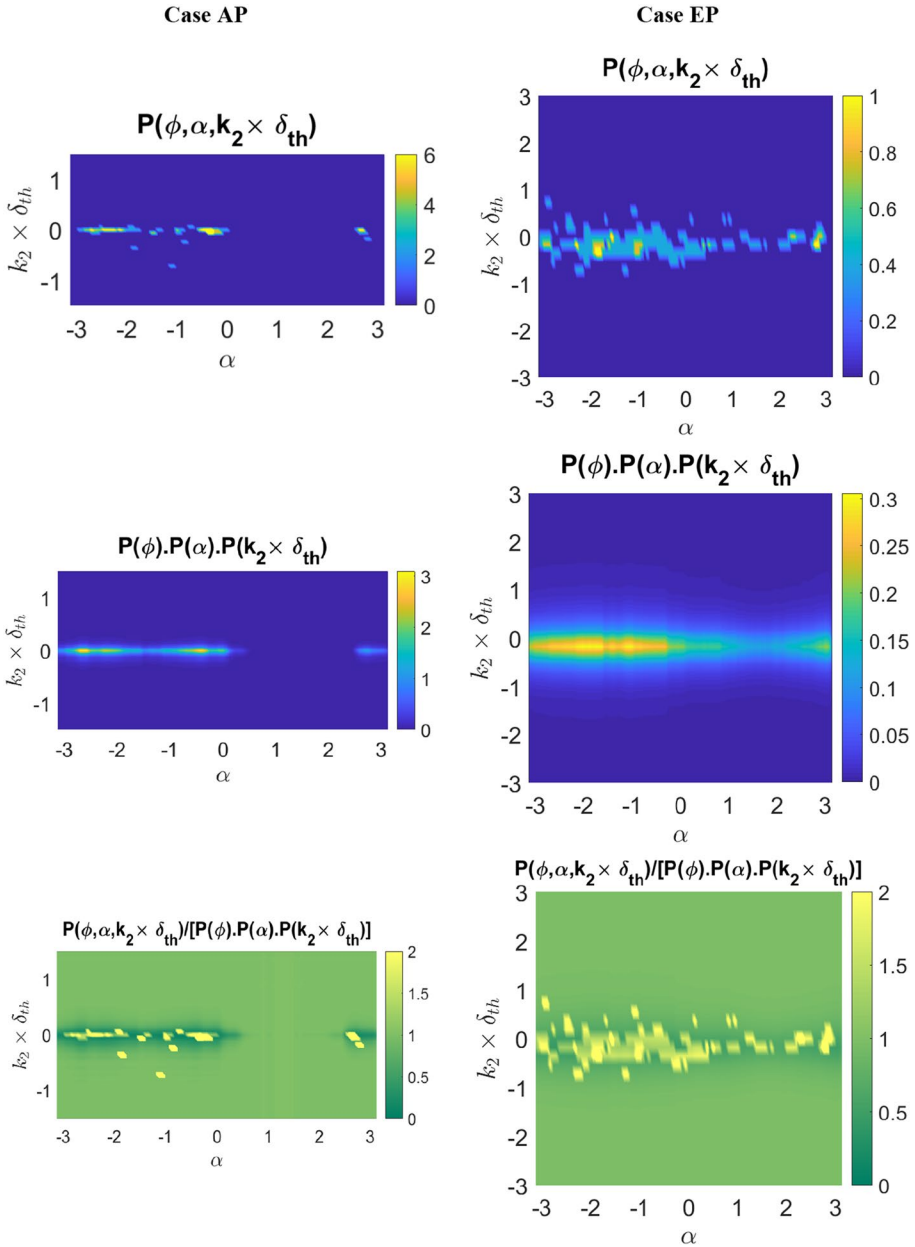 Case AP
Case EP
P(ϕ,α,k₂× δₜₕ)
k₂ × δₜₕ
1
0
-1
-3 -2 -1 0 1 2 3
α
6
4
2
0
P(ϕ,α,k₂× δₜₕ)
k₂ × δₜₕ
3
2
1
0
-1
-2
-3
-3 -2 -1 0 1 2 3
α
1
0.8
0.6
0.4
0.2
0
P(ϕ).P(α).P(k₂× δₜₕ)
k₂ × δₜₕ
1
0
-1
-3 -2 -1 0 1 2 3
α
3
2
1
0
P(ϕ).P(α).P(k₂× δₜₕ)
k₂ × δₜₕ
3
2
1
0
-1
-2
-3
-3 -2 -1 0 1 2 3
α
0.3
0.25
0.2
0.15
0.1
0.05
0
P(ϕ,α,k₂× δₜₕ)/[P(ϕ).P(α).P(k₂× δₜₕ)]
k₂ × δₜₕ
1
0
-1
-3 -2 -1 0 1 2 3
α
2
1.5
1
0.5
0
P(ϕ,α,k₂× δₜₕ)/[P(ϕ).P(α).P(k₂× δₜₕ)]
k₂ × δₜₕ
3
2
1
0
-1
-2
-3
-3 -2 -1 0 1 2 3
α
2
1.5
1
0.5
0